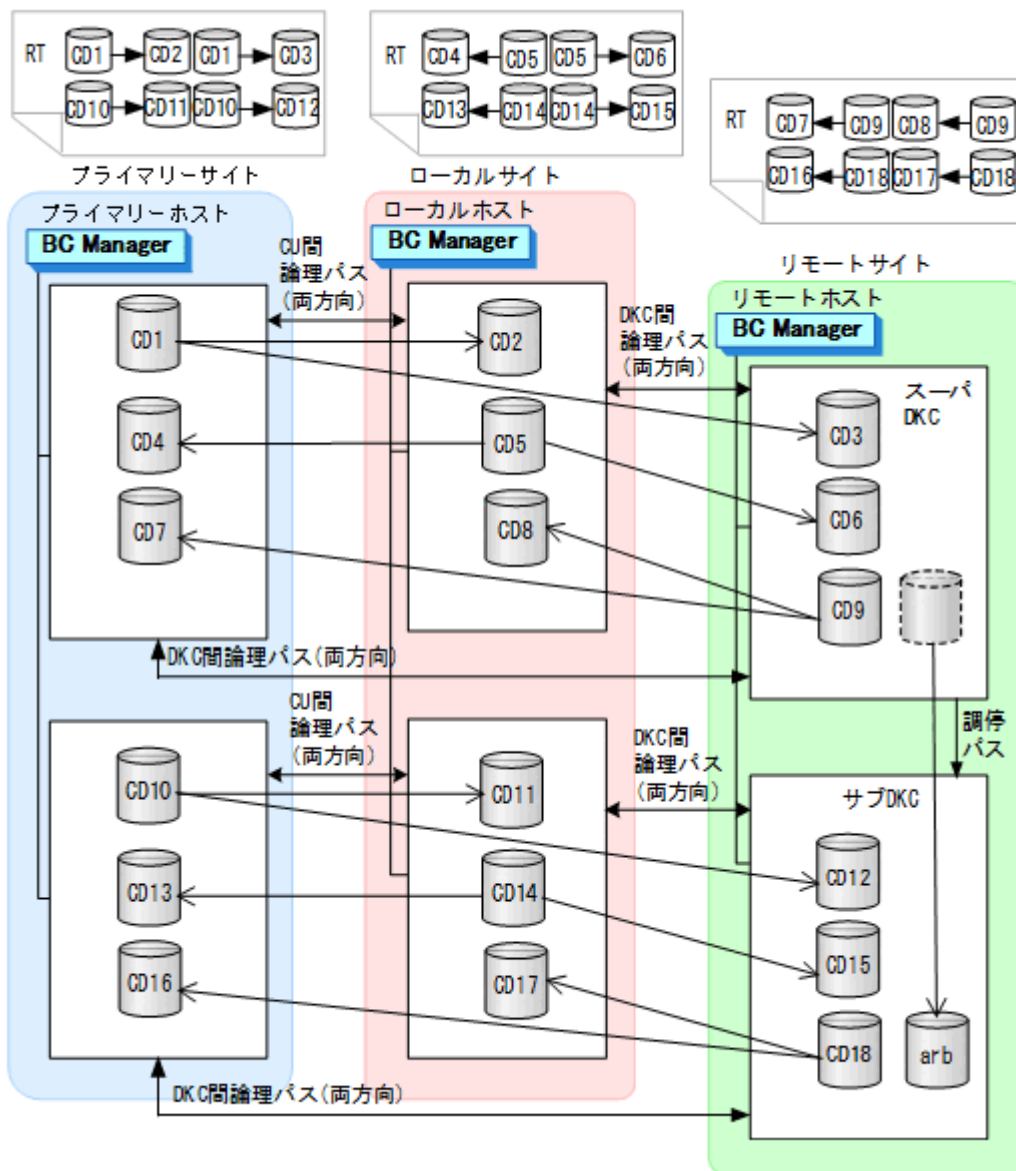 RT CD1 CD2 CD1 CD3
CD10 CD11 CD10 CD12
RT CD4 CD5 CD5 CD6
CD13 CD14 CD14 CD15
RT CD7 CD9 CD8 CD9
CD16 CD18 CD17 CD18
プライマリーサイト
ローカルサイト
リモートサイト
プライマリーホスト
BC Manager
ローカルホスト
BC Manager
リモートホスト
BC Manager
CU間
論理パス
(両方向)
DKC間
論理パス
(両方向)
スーパ
DKC
CD1
CD2
CD3
CD4
CD5
CD6
CD7
CD8
CD9
DKC間論理パス(両方向)
CU間
論理パス
(両方向)
DKC間
論理パス
(両方向)
調停
パス
サブDKC
CD10
CD11
CD12
CD13
CD14
CD15
CD16
CD17
CD18
arb
DKC間論理パス(両方向)